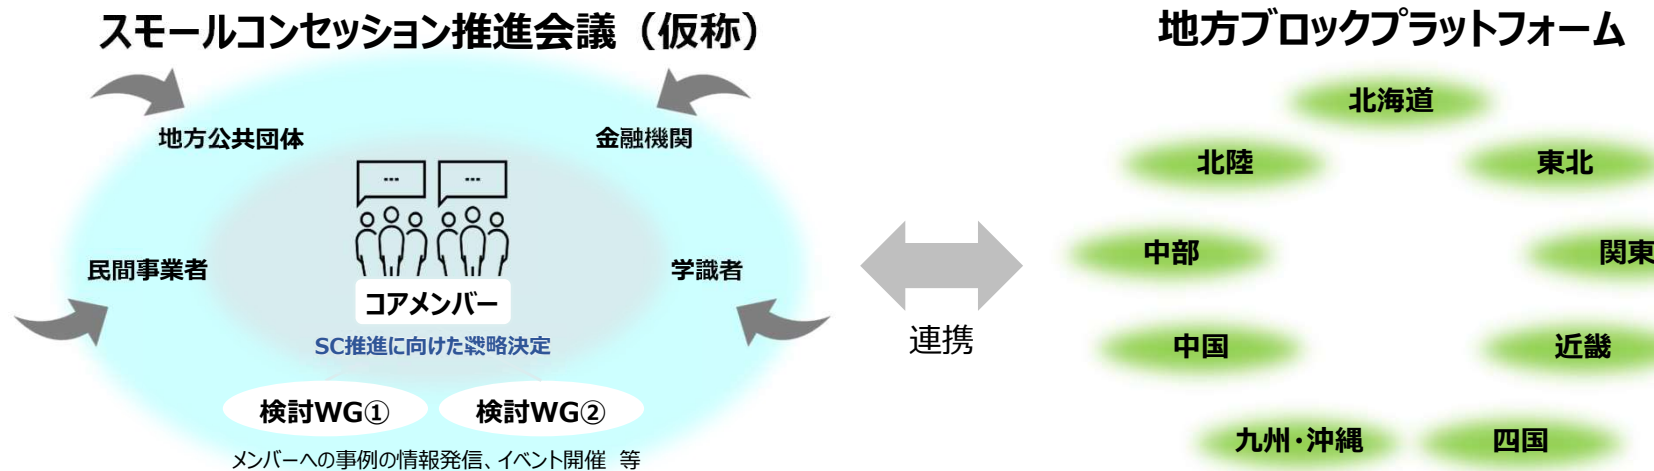 スモールコンセッション推進会議（仮称）
地方公共団体
金融機関
...
...
民間事業者
学識者
コアメンバー
SC推進に向けた戦略決定
検討WG①
検討WG②
メンバーへの事例の情報発信、イベント開催 等
連携
地方ブロックプラットフォーム
北海道
北陸
東北
中部
関東
中国
近畿
九州・沖縄
四国